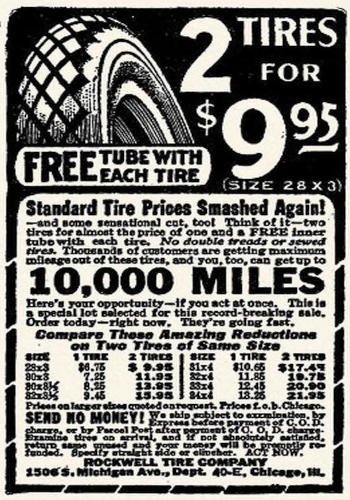 2 TIRES
FOR
$9.95
(SIZE 28 X 3)
FREE TUBE WITH EACH TIRE
Standard Tire Prices Smashed Again!
—and some sensational cut, too! Think of it—two
tires for almost the price of one and a FREE inner
tube with each tire. No double treads or sewed
tires. Thousands of customers are getting maximum
mileage out of these tires, and you, too, can get up to
10,000 MILES
Here's your opportunity—if you act at once. This is
a special lot selected for this record-breaking sale.
Order today—right now. They're going fast.
Compare These Amazing Reductions
on Two Tires of Same Size
SIZE 1 TIRE 2 TIRES SIZE 1 TIRE 2 TIRES
28x3 $6.75 $ 9.95 31x4 $10.65 $17.45
30x3 7.25 11.95 32x4 11.85 19.75
30x3½ 8.25 13.95 33x4 12.45 20.90
32x3½ 9.45 15.95 34x4 13.25 21.95
Prices on larger sizes quoted on request. Prices f. o. b. Chicago.
SEND NO MONEY! We ship subject to examination, by
Express before payment of C. O. D.
charge, or by Parcel Post after payment of C. O. D. charge.
Examine tires on arrival, and if not absolutely satisfied,
return same unused and your money will be promptly re-
funded. Specify straight side or clincher. ACT NOW.
ROCKWELL TIRE COMPANY
1506 S. Michigan Ave., Dept. 40-E, Chicago, Ill.